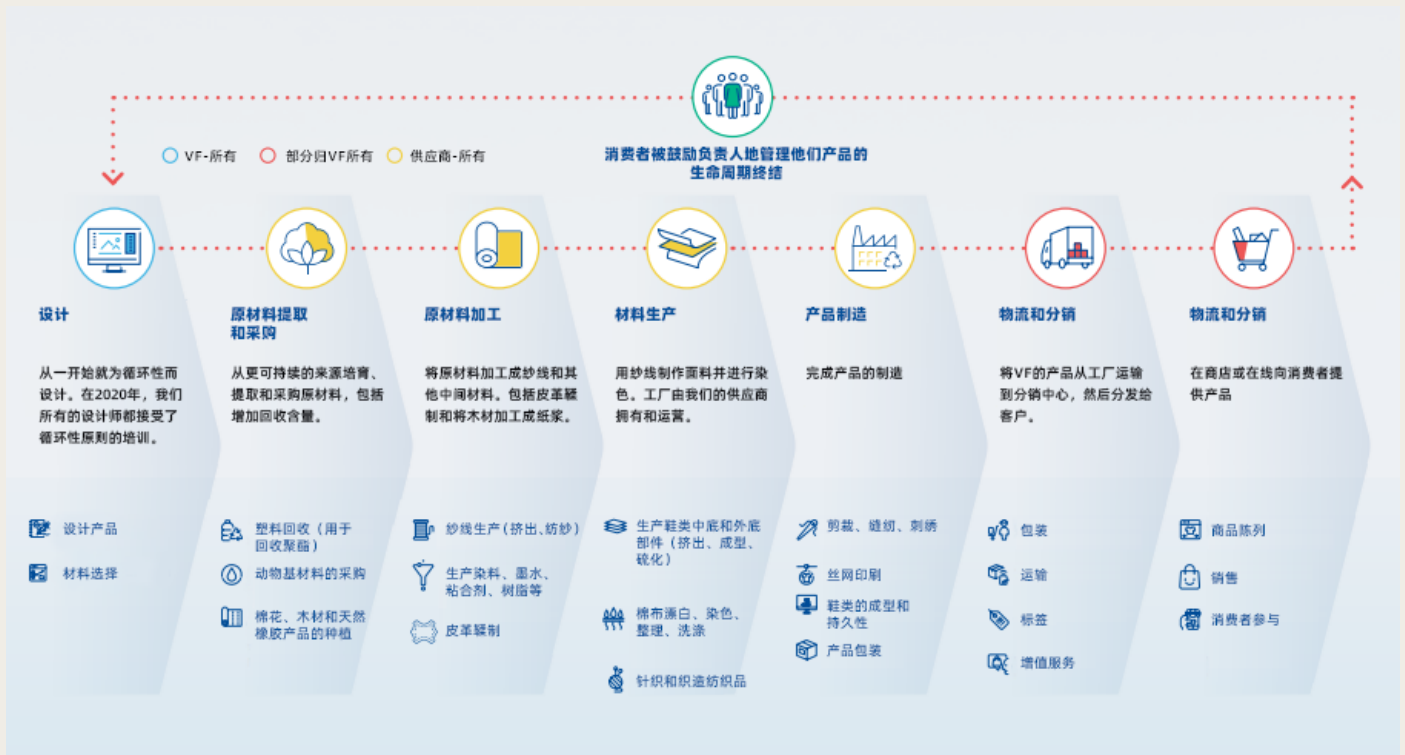 VF-所有
部分归VF所有
供应商-所有
消费者被鼓励负责人地管理他们产品的
生命周期终结
设计
从一开始就为循环性而
设计。在2020年，我们
所有的设计师都接受了
循环性原则的培训。
设计产品
材料选择
原材料提取
和采购
从更可持续的来源培育、
提取和采购原材料，包括
增加回收含量。
塑料回收（用于
回收聚酯）
动物基材料的采购
棉花、木材和天然
橡胶产品的种植
原材料加工
将原材料加工成纱线和其
他中间材料。包括皮革鞣
制和将木材加工成纸浆。
纱线生产(挤出､纺纱)
生产染料、墨水、
粘合剂、树脂等
皮革鞣制
材料生产
用纱线制作面料并进行染
色。工厂由我们的供应商
拥有和运营。
生产鞋类中底和外底
部件（挤出、成型、
硫化）
棉布漂白、染色、
整理、洗涤
针织和织造纺织品
产品制造
完成产品的制造
剪裁、缝纫、刺绣
丝网印刷
鞋类的成型和
持久性
产品包装
物流和分销
将VF的产品从工厂运输
到分销中心，然后分发给
客户。
包装
运输
标签
增值服务
物流和分销
在商店或在线向消费者提
供产品
商品陈列
销售
消费者参与